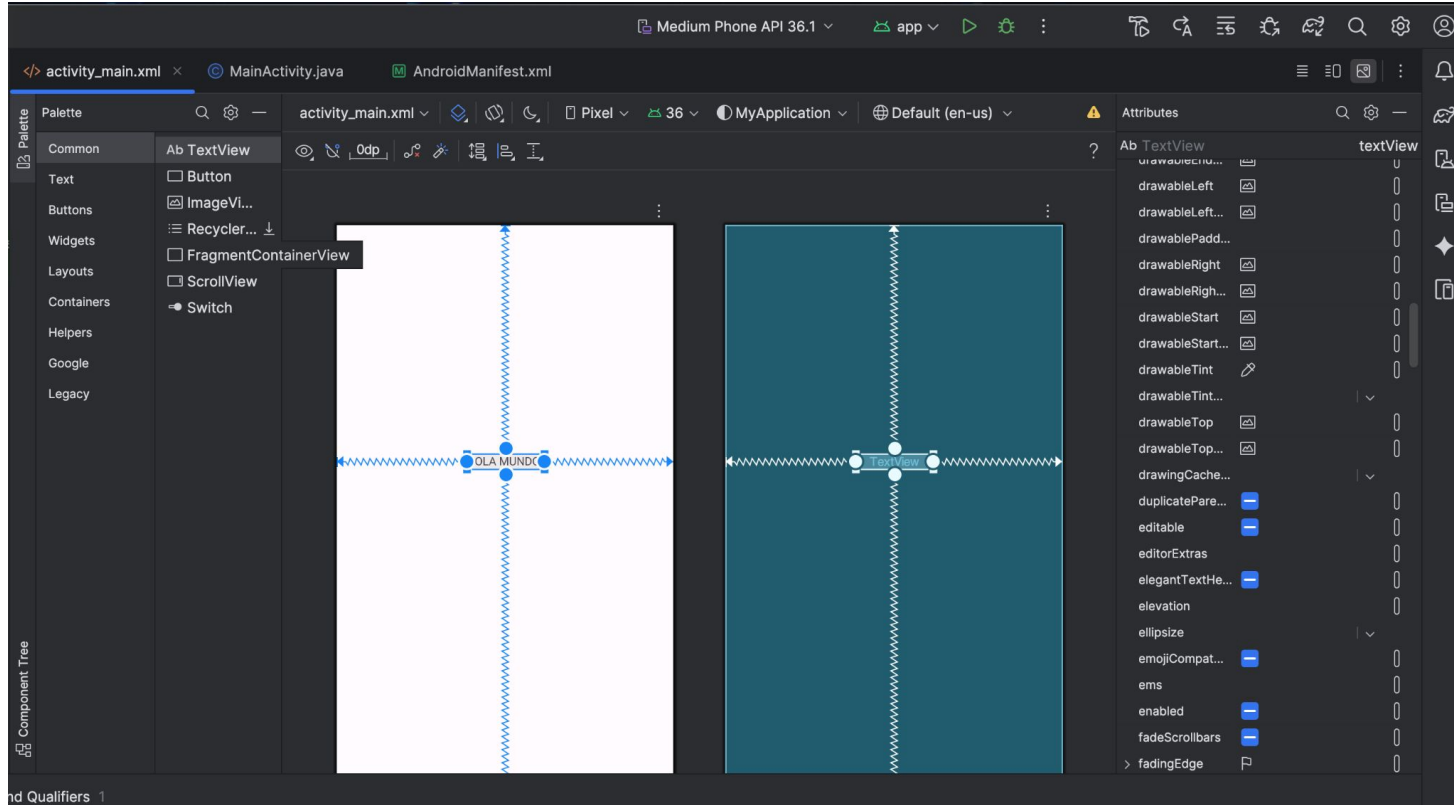 Medium Phone API 36.1 app
activity_main.xml MainActivity.java AndroidManifest.xml
Palette
Component Tree
Palette
Common
Text
Buttons
Widgets
Layouts
Containers
Helpers
Google
Legacy
Ab TextView
Button
ImageVi...
Recycler...
FragmentContainerView
ScrollView
Switch
activity_main.xml Pixel 36 MyApplication Default (en-us)
0dp ?
OLA MUNDO
TextView
Attributes
Ab TextView textView
drawableEnd...
drawableLeft
drawableLeft...
drawablePadd...
drawableRight
drawableRigh...
drawableStart
drawableStart...
drawableTint
drawableTint...
drawableTop
drawableTop...
drawingCache...
duplicatePare...
editable
editorExtras
elegantTextHe...
elevation
ellipsize
emojiCompat...
ems
enabled
fadeScrollbars
fadingEdge
nd Qualifiers 1